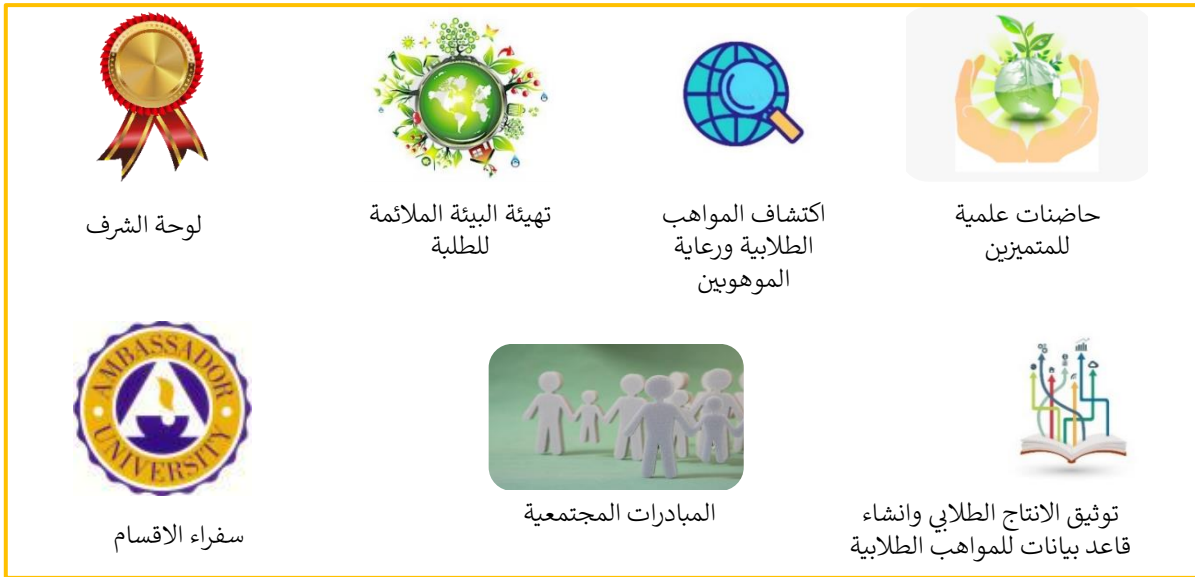 حاضنات علمية
للمتميزين
اكتشاف المواهب
الطلابية ورعاية
الموهوبين
تهيئة البيئة الملائمة
للطلبة
لوحة الشرف
توثيق الانتاج الطلابي وانشاء
قاعد بيانات للمواهب الطلابية
المبادرات المجتمعية
AMBASSADOR
UNIVERSITY
سفراء الاقسام